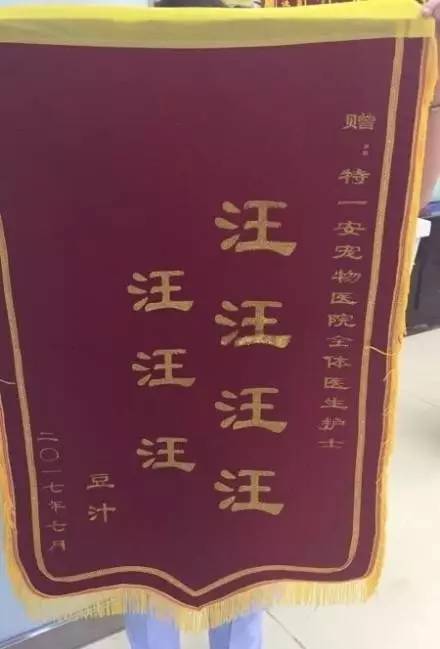 赠：特一安宠物医院全体医生护士
汪汪汪汪
汪汪汪
豆汁
二〇一七年七月